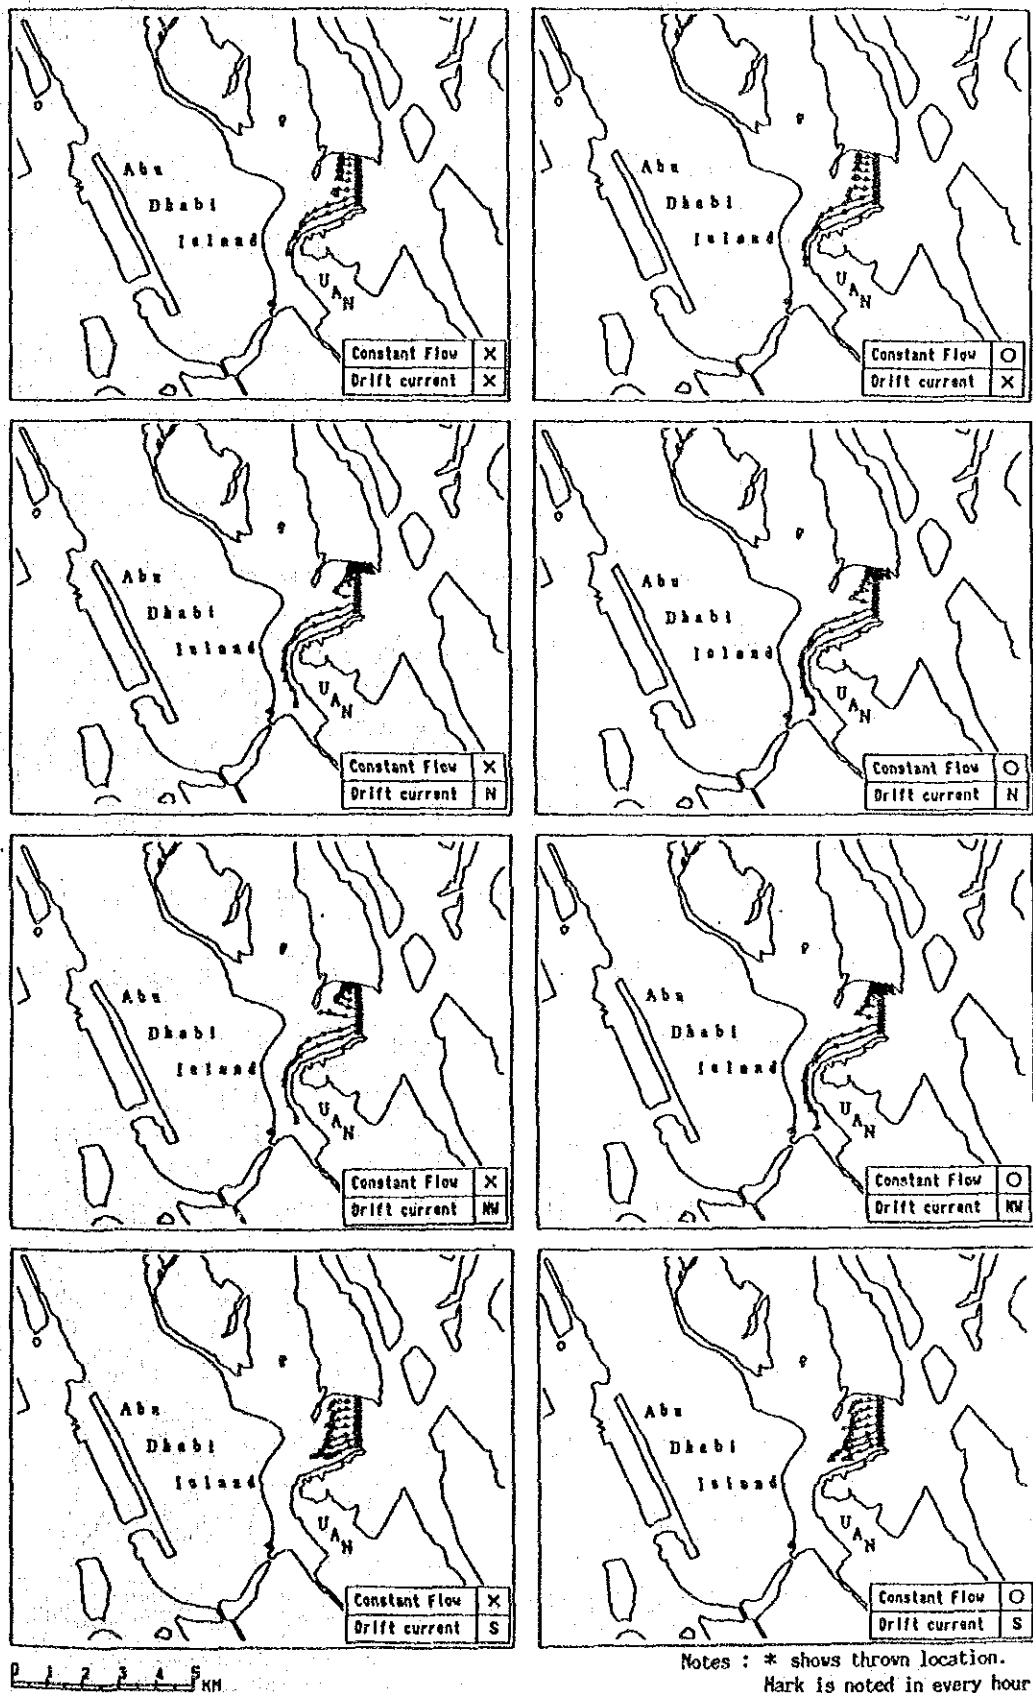 Abu
Dhabi
Island
UAN
Constant Flow X
Drift current X
Abu
Dhabi
Island
UAN
Constant Flow O
Drift current X
Abu
Dhabi
Island
UAN
Constant Flow X
Drift current N
Abu
Dhabi
Island
UAN
Constant Flow O
Drift current N
Abu
Dhabi
Island
UAN
Constant Flow X
Drift current NW
Abu
Dhabi
Island
UAN
Constant Flow O
Drift current NW
Abu
Dhabi
Island
UAN
Constant Flow X
Drift current S
Abu
Dhabi
Island
UAN
Constant Flow O
Drift current S
0 1 2 3 4 5 KM
Notes : * shows thrown location.
Mark is noted in every hour